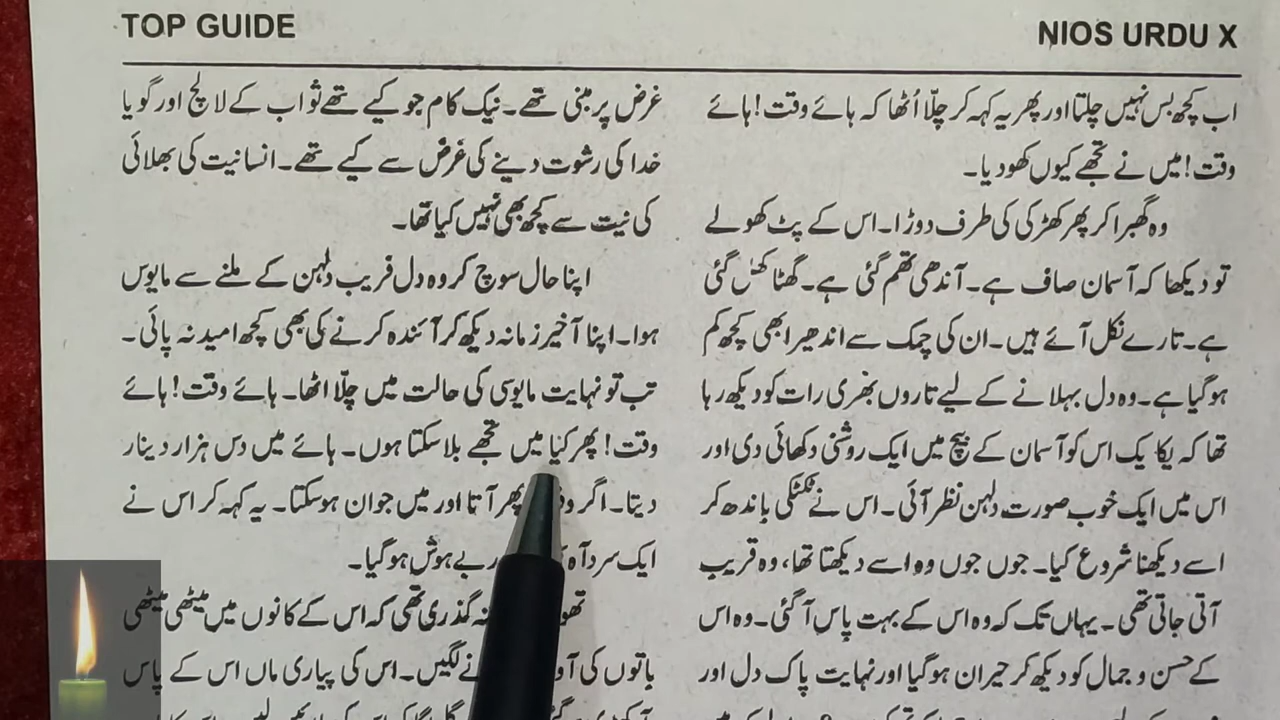 TOP GUIDE
NIOS URDU X
اب کچھ بس نہیں چلتا اور پھر یہ کہہ کر چلّا اُٹھا کہ ہائے وقت! ہائے
وقت! میں نے تجھے کیوں کھو دیا۔
وہ گھبرا کر پھر کھڑکی کی طرف دوڑا۔ اس کے پٹ کھولے
تو دیکھا کہ آسمان صاف ہے۔ آندھی تھم گئی ہے۔ گھٹا کھل گئی
ہے۔ تارے نکل آئے ہیں۔ ان کی چمک سے اندھیرا بھی کچھ کم
ہو گیا ہے۔ وہ دل بہلانے کے لیے تاروں بھری رات کو دیکھ رہا
تھا کہ یکا یک اس کو آسمان کے بیچ میں ایک روشنی دکھائی دی اور
اس میں ایک خوب صورت دلہن نظر آئی۔ اس نے ٹکٹکی باندھ کر
اسے دیکھنا شروع کیا۔ جوں جوں وہ اسے دیکھتا تھا، وہ قریب
آتی جاتی تھی۔ یہاں تک کہ وہ اس کے بہت پاس آ گئی۔ وہ اس
کے حسن و جمال کو دیکھ کر حیران ہو گیا اور نہایت پاک دل اور
غرض پر مبنی تھے۔ نیک کام جو کیے تھے ثواب کے لالچ اور گویا
خدا کی رشوت دینے کی غرض سے کیے تھے۔ انسانیت کی بھلائی
کی نیت سے کچھ بھی نہیں کیا تھا۔
اپنا حال سوچ کر وہ دل فریب دلہن کے ملنے سے مایوس
ہوا۔ اپنا آخیر زمانہ دیکھ کر آئندہ کرنے کی بھی کچھ امید نہ پائی۔
تب تو نہایت مایوسی کی حالت میں چلّا اٹھا۔ ہائے وقت! ہائے
وقت! پھر کیا میں تجھے بلا سکتا ہوں۔ ہائے میں دس ہزار دینار
دیتا۔ اگر پھر آتا اور میں جوان ہو سکتا۔ یہ کہہ کر اس نے
ایک سرد آہ بے ہوش ہو گیا۔
نہ گذری تھی کہ اس کے کانوں میں میٹھی میٹھی
باتوں کی لگیں۔ اس کی پیاری ماں اس کے پاس